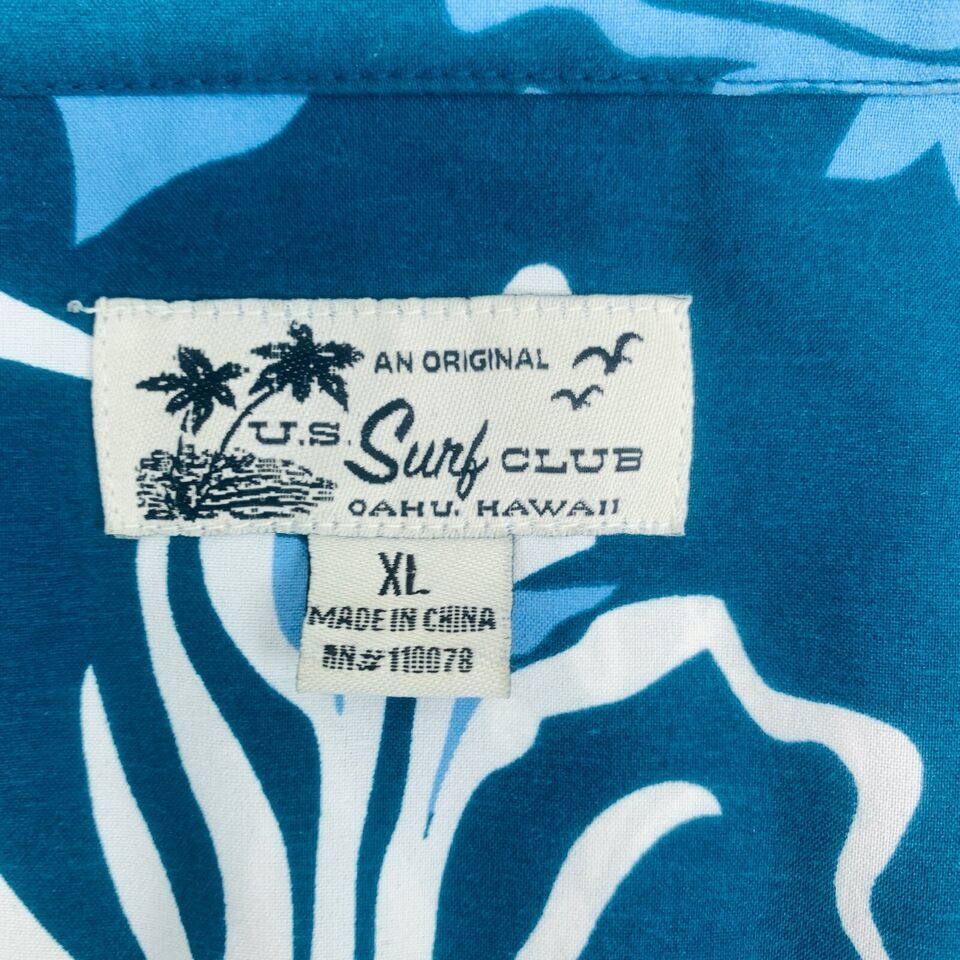 AN ORIGINAL
U.S. Surf CLUB
OAHU, HAWAII
XL
MADE IN CHINA
RN#110078